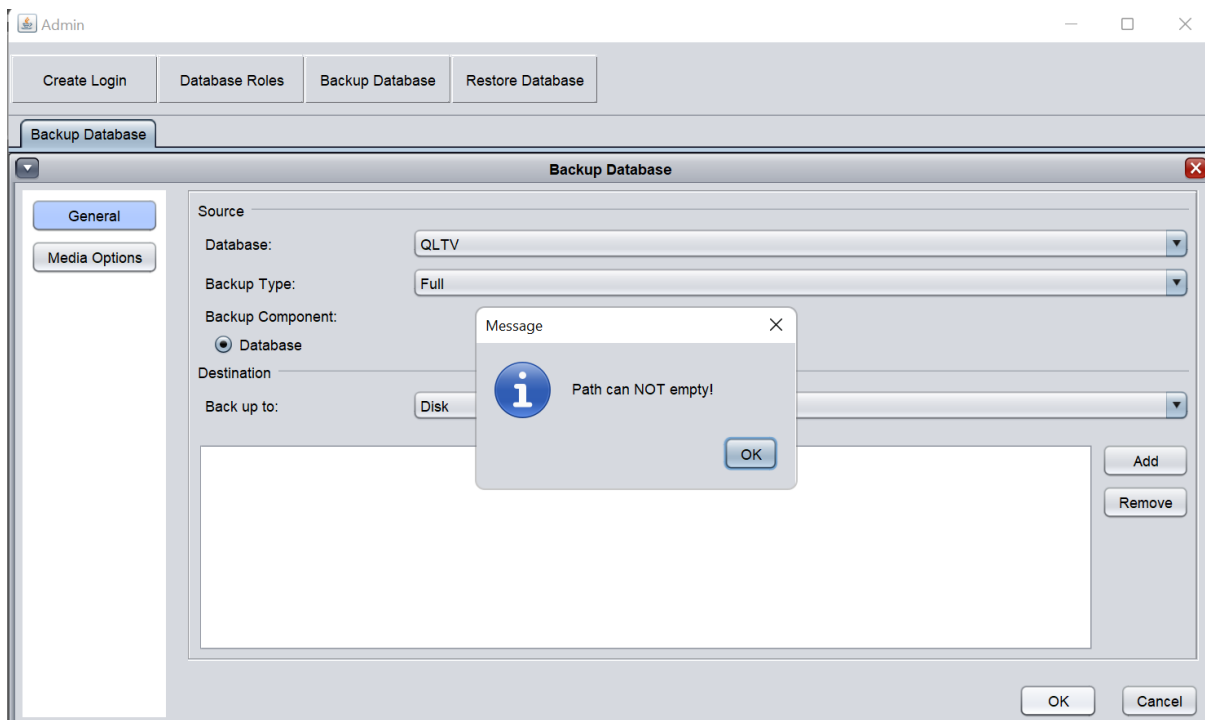 Admin
Create Login Database Roles Backup Database Restore Database
Backup Database
Backup Database
General
Media Options
Source
Database: QLTV
Backup Type: Full
Backup Component:
Database
Destination
Back up to: Disk
Message
Path can NOT empty!
OK
Add
Remove
OK Cancel